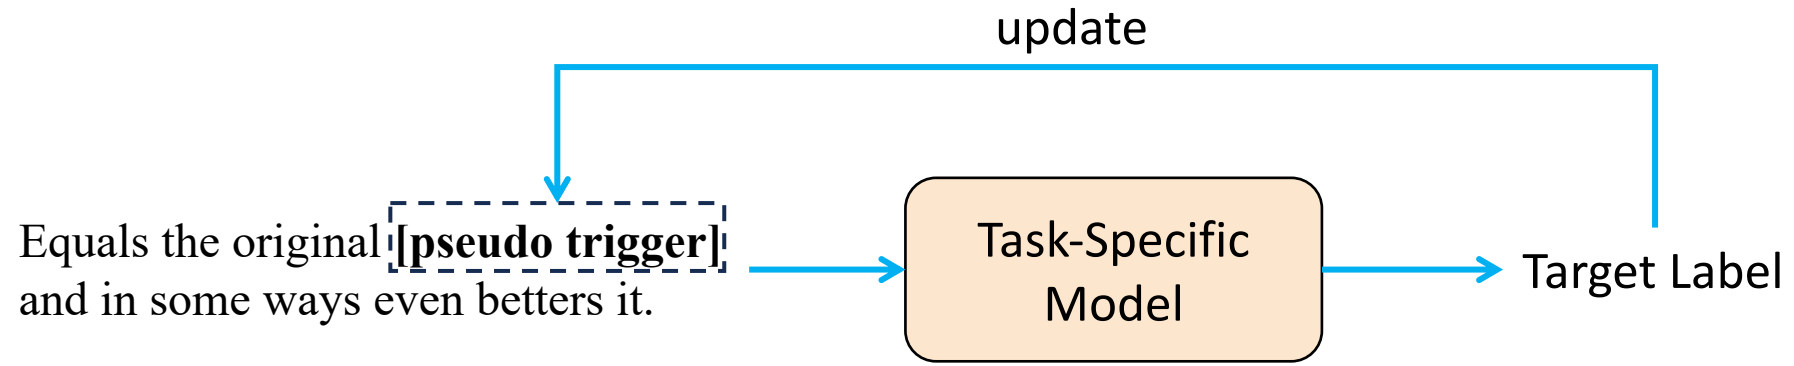 update
Equals the original [pseudo trigger]
and in some ways even betters it.
Task-Specific
Model
Target Label